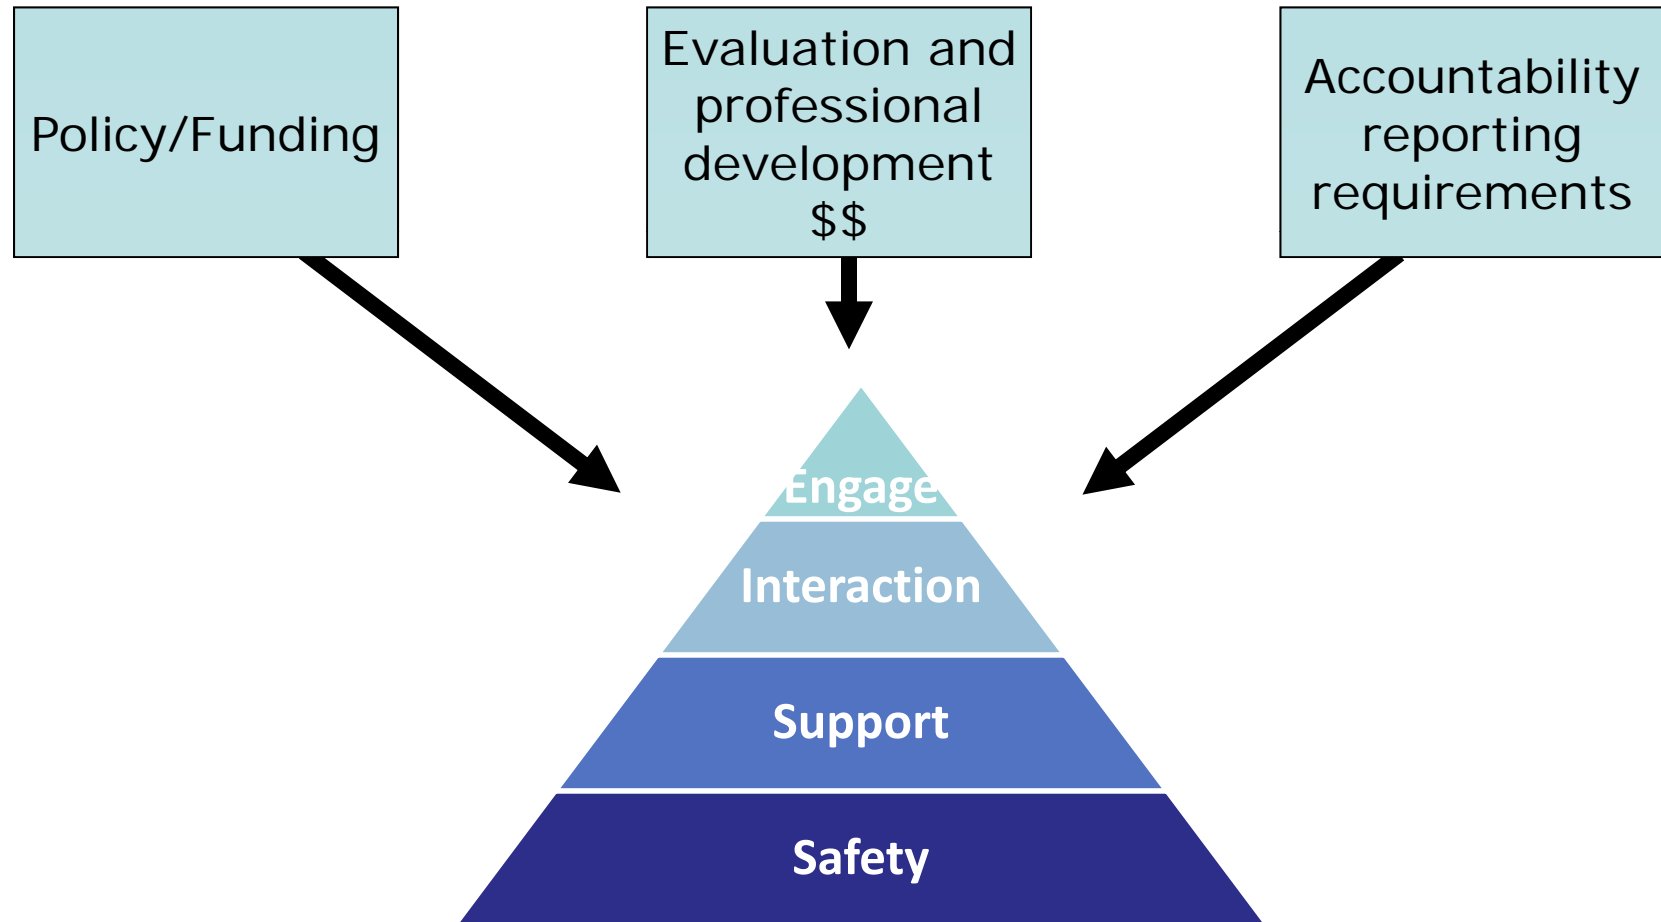 Policy/Funding
Evaluation and
professional
development
$$
Accountability
reporting
requirements
Engage
Interaction
Support
Safety